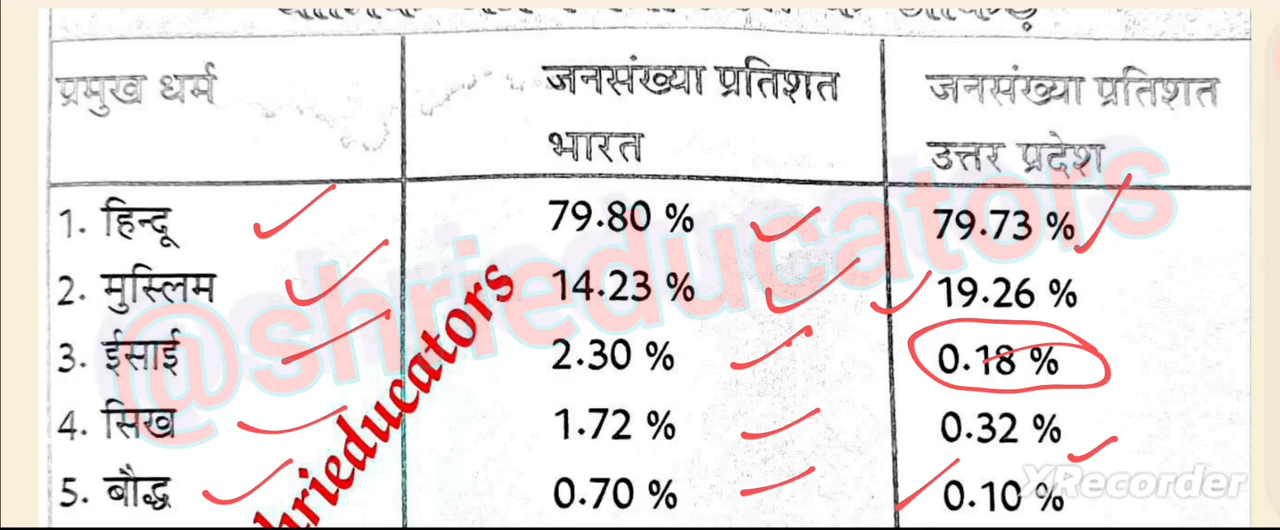 प्रमुख धर्म जनसंख्या प्रतिशत भारत जनसंख्या प्रतिशत उत्तर प्रदेश
1. हिन्दू 79.80 % 79.73 %
2. मुस्लिम 14.23 % 19.26 %
3. ईसाई 2.30 % 0.18 %
4. सिख 1.72 % 0.32 %
5. बौद्ध 0.70 % 0.10 %
@shrieducators
shrieducators
XRecorder